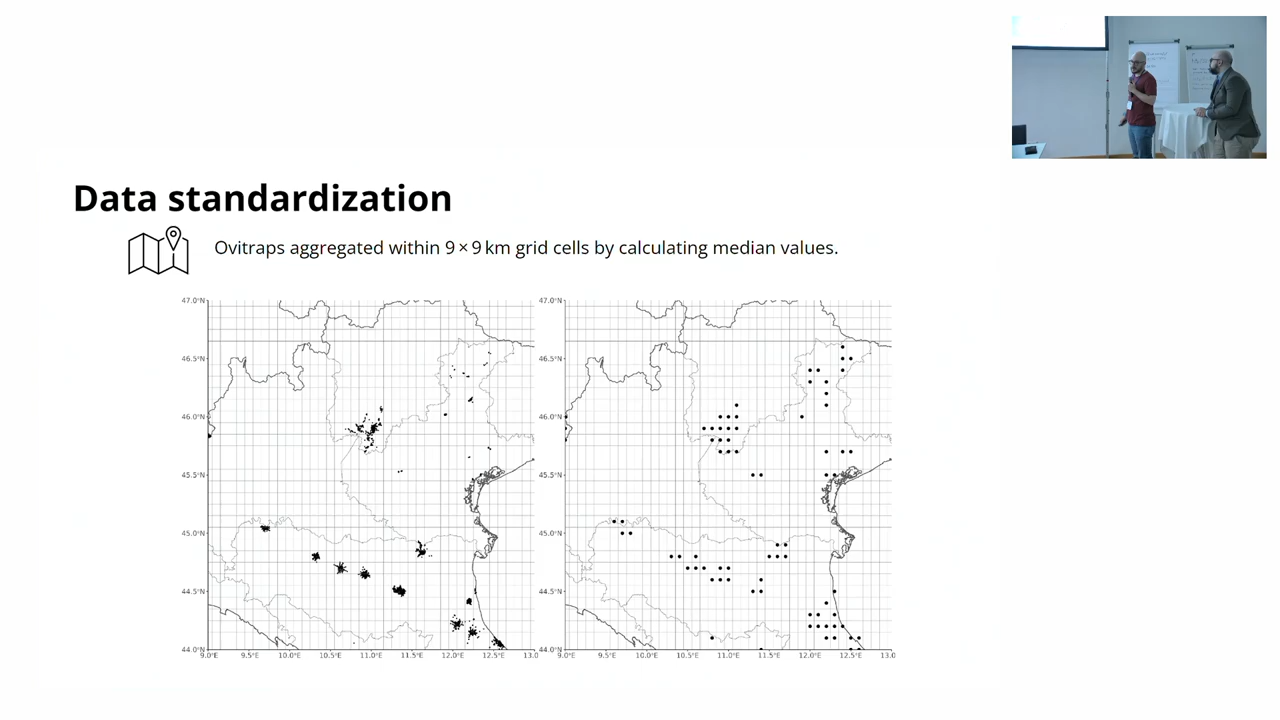 Data standardization
Ovitraps aggregated within 9 × 9 km grid cells by calculating median values.
47.0°N
46.5°N
46.0°N
45.5°N
45.0°N
44.5°N
44.0°N
9.0°E 9.5°E 10.0°E 10.5°E 11.0°E 11.5°E 12.0°E 12.5°E 13.0
47.0°N
46.5°N
46.0°N
45.5°N
45.0°N
44.5°N
44.0°N
9.0°E 9.5°E 10.0°E 10.5°E 11.0°E 11.5°E 12.0°E 12.5°E 13.0